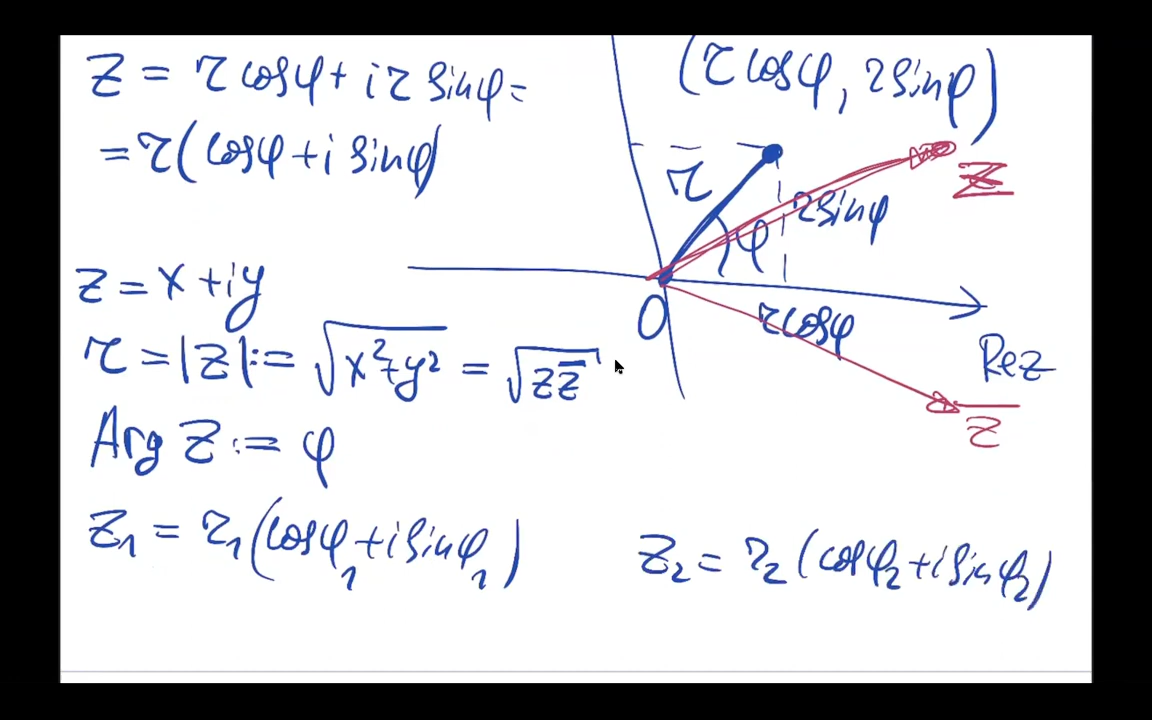 z = r cosφ + i r sinφ =
= r(cosφ + i sinφ)
(r cosφ, r sinφ)
z
r
φ
r sinφ
O
r cosφ
Re z
z̅
z = x + iy
r = |z| := √(x² + y²) = √(z z̅)
Arg z := φ
z₁ = r₁(cosφ₁ + i sinφ₁)
z₂ = r₂(cosφ₂ + i sinφ₂)